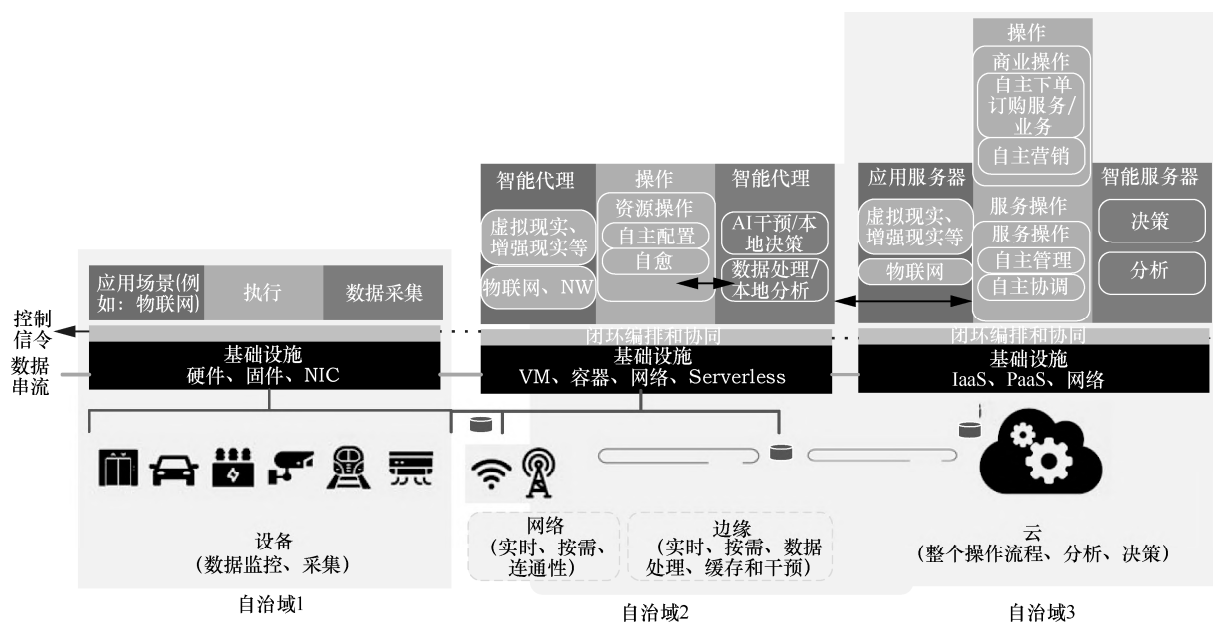 操作
商业操作
自主下单
订购服务/
业务
自主营销
智能代理
操作
智能代理
应用服务器
智能服务器
虚拟现实、
增强现实等
物联网、NW
资源操作
自主配置
自愈
AI干预/本
地决策
数据处理/
本地分析
虚拟现实、
增强现实等
物联网
服务操作
服务操作
自主管理
自主协调
决策
分析
应用场景(例
如：物联网)
执行
数据采集
控制
信令
数据
串流
闭环编排和协同
闭环编排和协同
基础设施
硬件、固件、NIC
基础设施
VM、容器、网络、Serverless
基础设施
IaaS、PaaS、网络
设备
(数据监控、采集)
网络
(实时、按需、
连通性)
边缘
(实时、按需、数据
处理、缓存和干预)
云
(整个操作流程、分析、决策)
自治域1
自治域2
自治域3